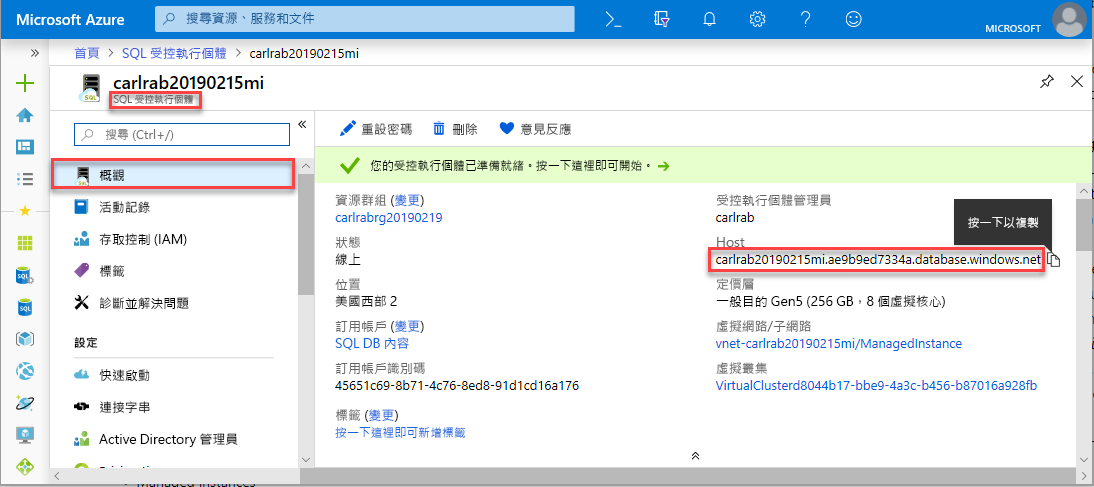 Microsoft Azure
搜尋資源、服務和文件
MICROSOFT
首頁 > SQL 受控執行個體 > carlrab20190215mi
carlrab20190215mi
SQL 受控執行個體
搜尋 (Ctrl+/)
概觀
活動記錄
存取控制 (IAM)
標籤
診斷並解決問題
設定
快速啟動
連接字串
Active Directory 管理員
重設密碼
刪除
意見反應
您的受控執行個體已準備就緒。按一下這裡即可開始。
資源群組 (變更)
carlrabrg20190219
狀態
線上
位置
美國西部 2
訂用帳戶 (變更)
SQL DB 內容
訂用帳戶識別碼
45651c69-8b71-4c76-8ed8-91d1cd16a176
標籤 (變更)
按一下這裡即可新增標籤
受控執行個體管理員
carlrab
按一下以複製
Host
carlrab20190215mi.ae9b9ed7334a.database.windows.net
定價層
一般目的 Gen5 (256 GB，8 個虛擬核心)
虛擬網路/子網路
vnet-carlrab20190215mi/ManagedInstance
虛擬叢集
VirtualClusterd8044b17-bbe9-4a3c-b456-b87016a928fb